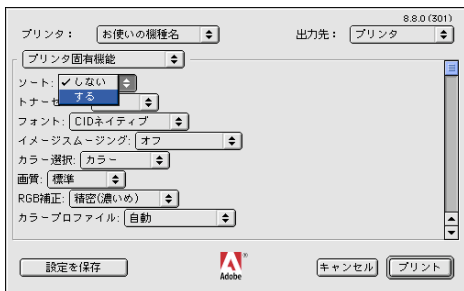 8.8.0 (301)
プリンタ： お使いの機種名 出力先： プリンタ
プリンタ固有機能
ソート: ✓しない
する
トナーセ
フォント: CIDネイティブ
イメージスムージング: オフ
カラー選択: カラー
画質: 標準
RGB補正: 精密(濃いめ)
カラープロファイル: 自動
設定を保存 Adobe キャンセル プリント